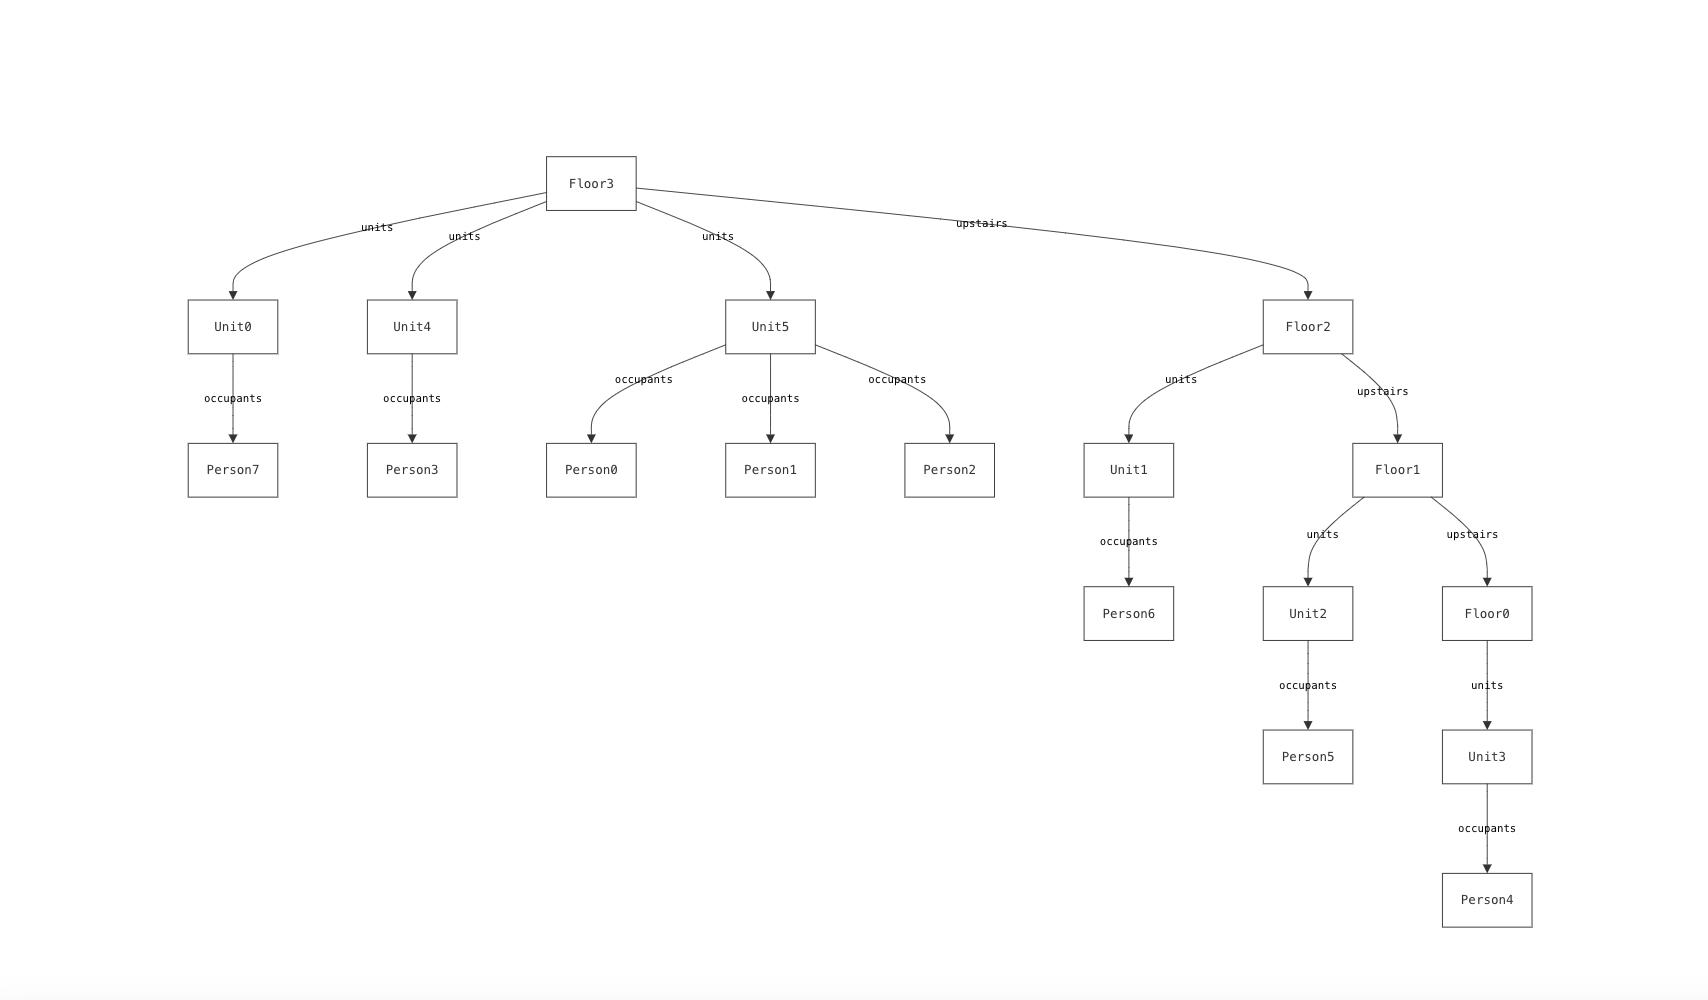 Floor3
units
units
units
upstairs
Unit0
Unit4
Unit5
Floor2
occupants
occupants
occupants
occupants
occupants
units
upstairs
Person7
Person3
Person0
Person1
Person2
Unit1
Floor1
occupants
units
upstairs
Person6
Unit2
Floor0
occupants
units
Person5
Unit3
occupants
Person4